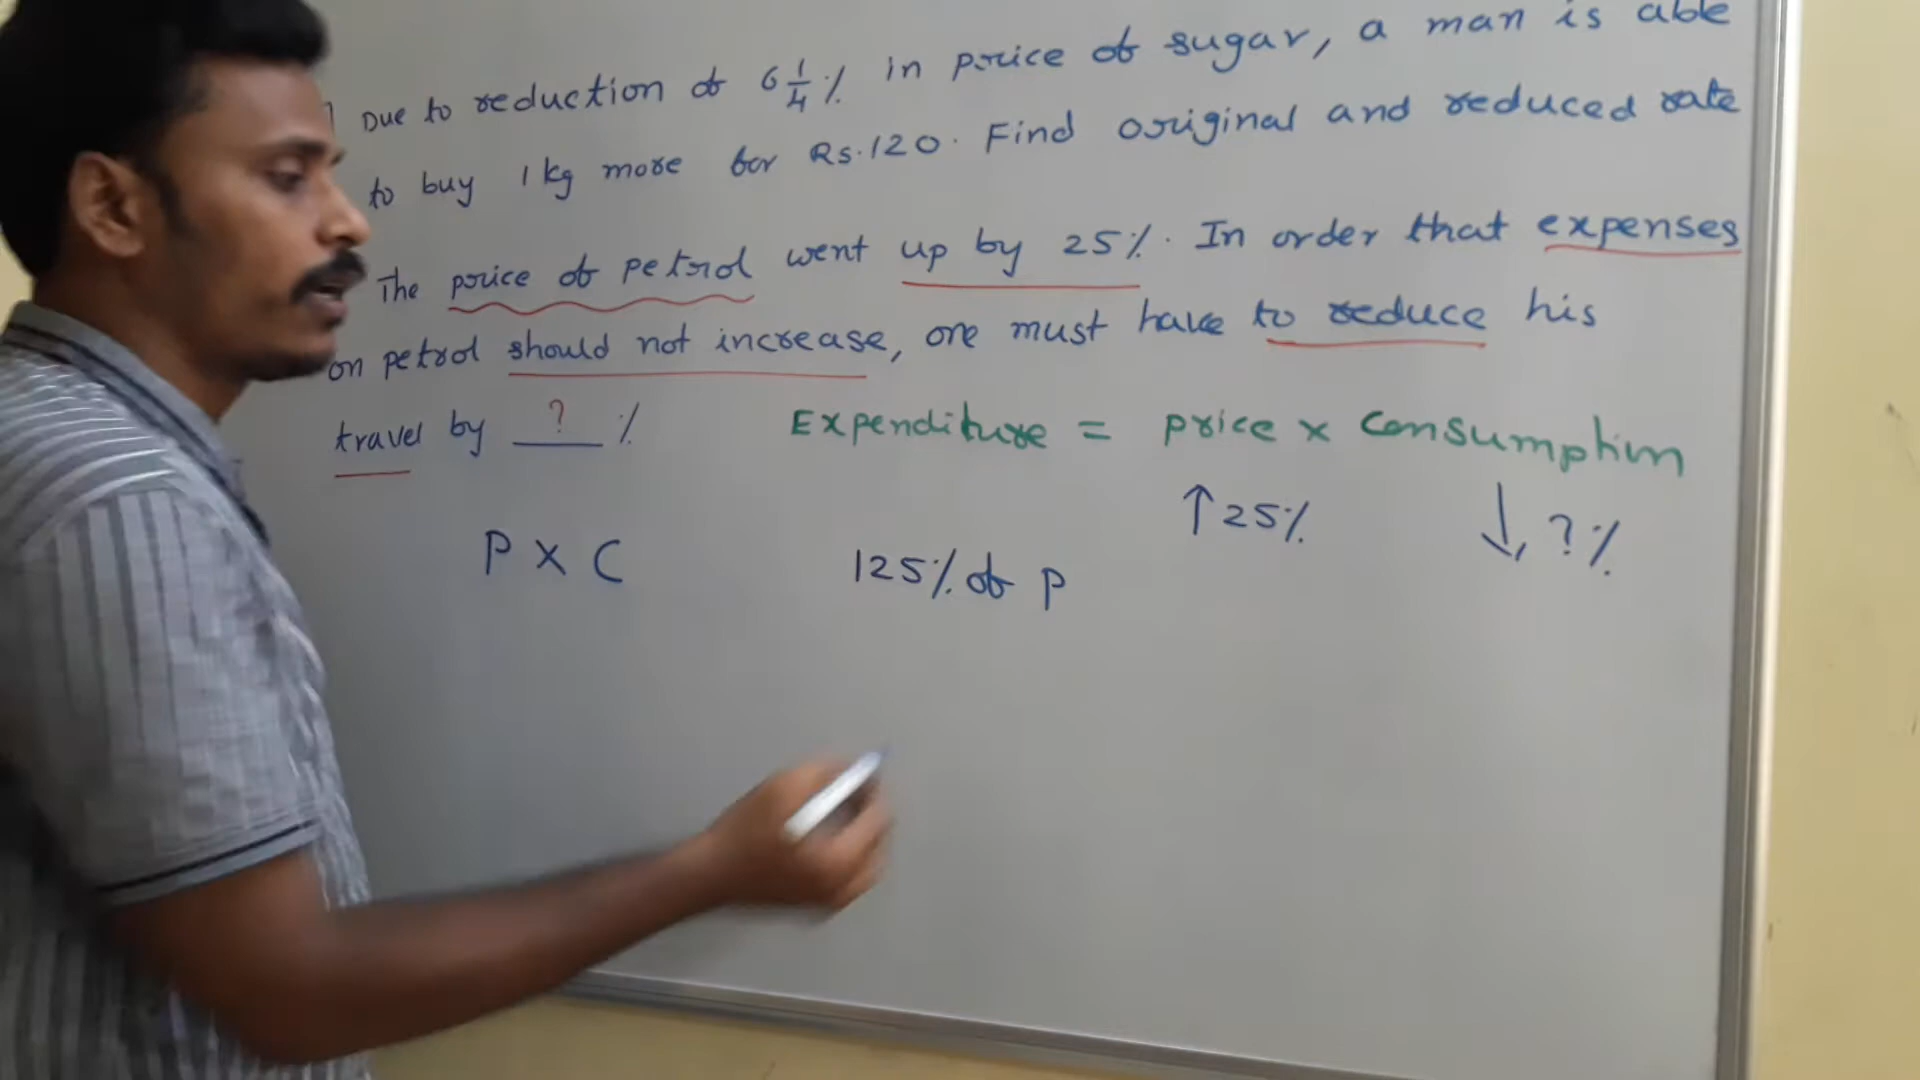 Due to reduction of 6 1/4 % in price of sugar, a man is able
to buy 1 kg more for Rs.120. Find original and reduced rate
The price of petrol went up by 25%. In order that expenses
on petrol should not increase, one must have to reduce his
travel by ? %
Expenditure = price x consumption
↑ 25% ↓ ? %
P x C 125% of P